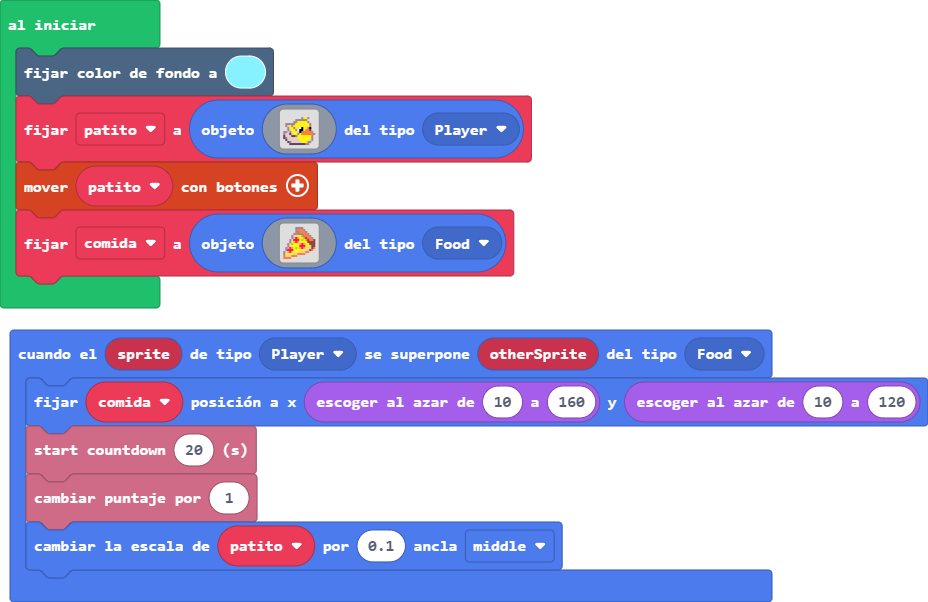 al iniciar
fijar color de fondo a
fijar patito a objeto del tipo Player
mover patito con botones
fijar comida a objeto del tipo Food
cuando el sprite de tipo Player se superpone otherSprite del tipo Food
fijar comida posición a x escoger al azar de 10 a 160 y escoger al azar de 10 a 120
start countdown 20 (s)
cambiar puntaje por 1
cambiar la escala de patito por 0.1 ancla middle